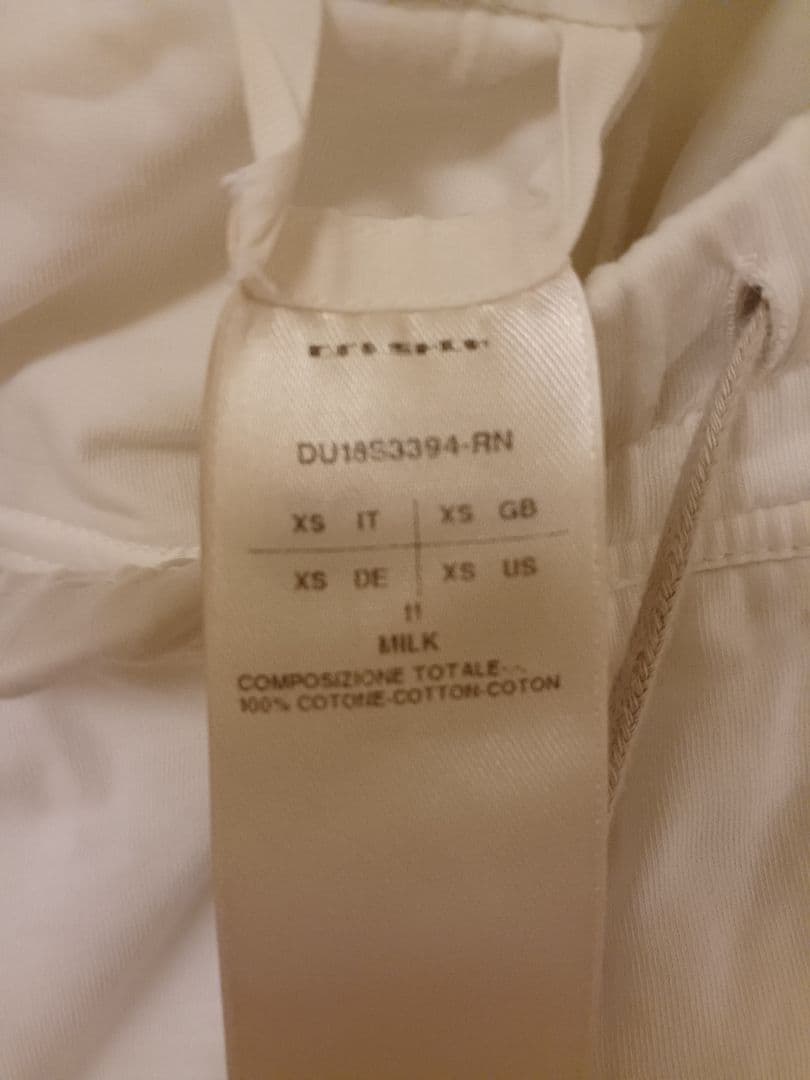 DU18S3394-RN
XS IT XS GB
XS DE XS US
11
MILK
COMPOSIZIONE TOTALE
100% COTONE-COTTON-COTON